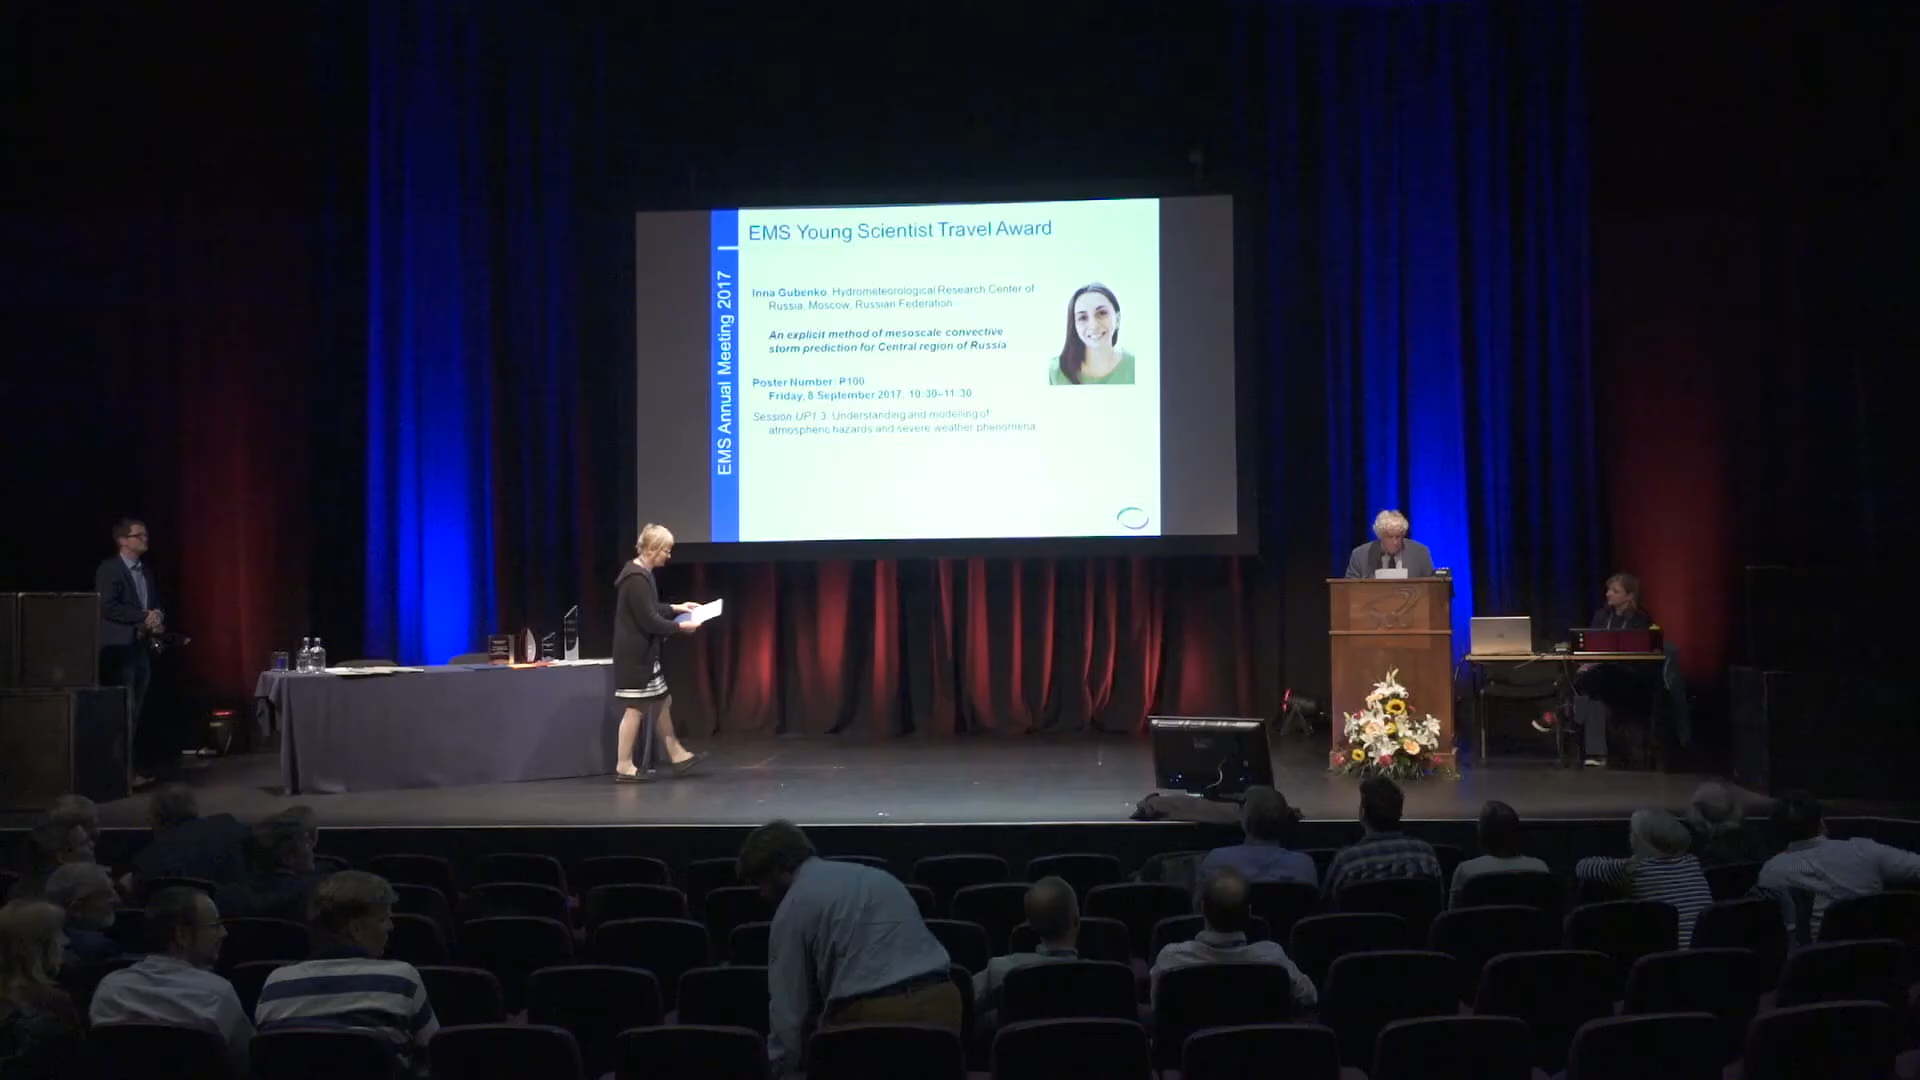 EMS Young Scientist Travel Award
EMS Annual Meeting 2017
Inna Gubenko, Hydrometeorological Research Center of
Russia, Moscow, Russian Federation
An explicit method of mesoscale convective
storm prediction for Central region of Russia
Poster Number: P100
Friday, 8 September 2017, 10:30–11:30
Session UP1.3: Understanding and modelling of
atmospheric hazards and severe weather phenomena